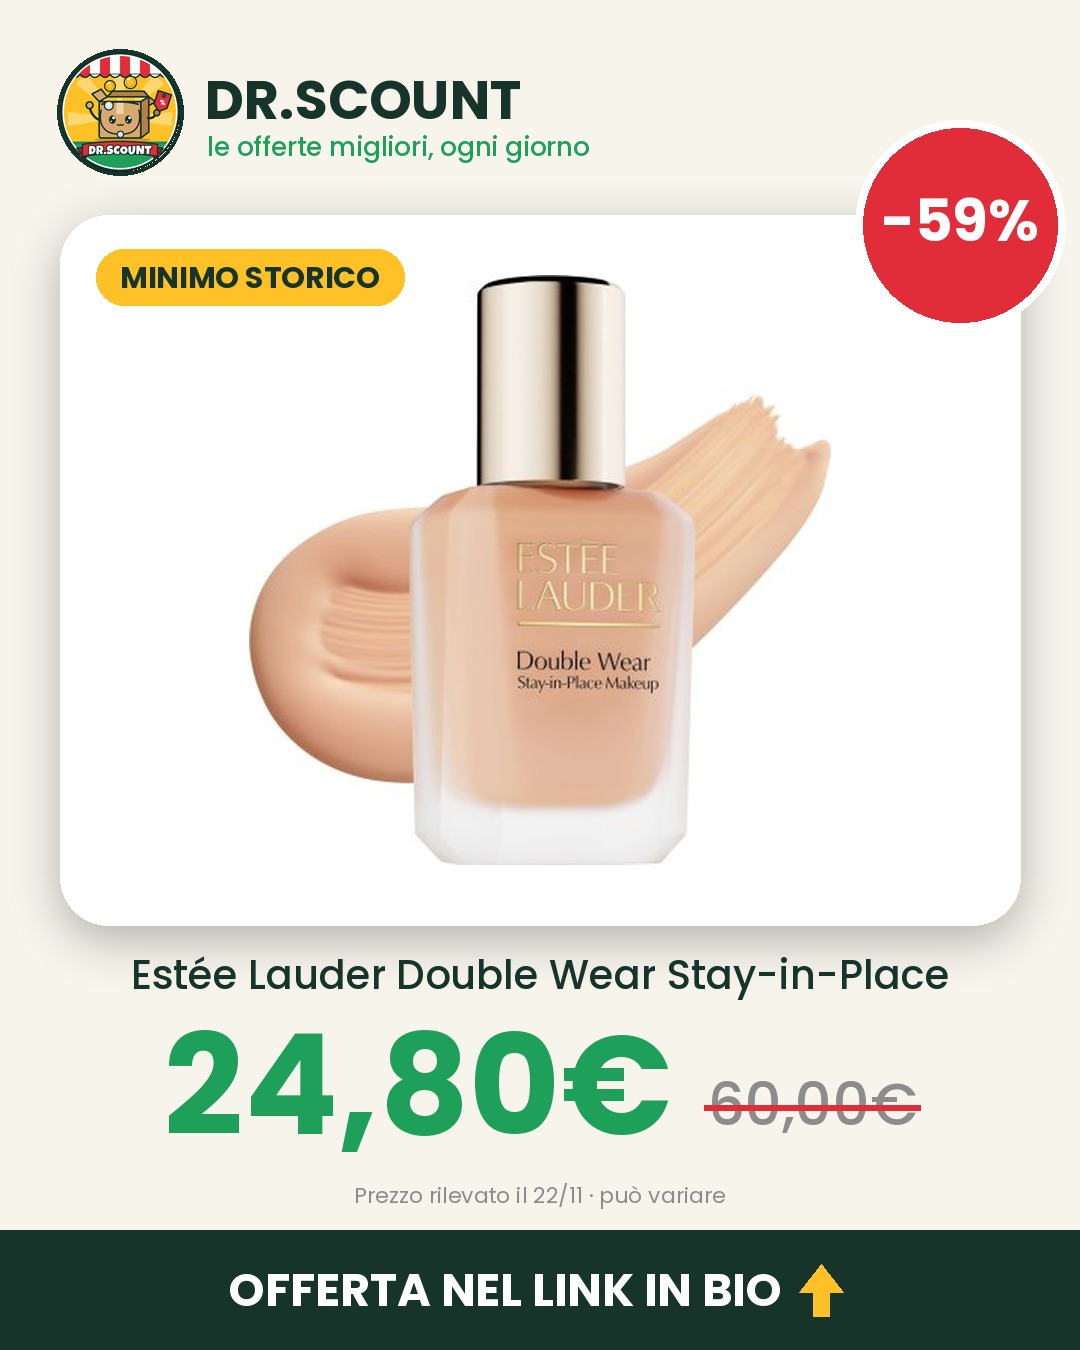 DR.SCOUNT
DR.SCOUNT
le offerte migliori, ogni giorno
-59%
MINIMO STORICO
%
ESTĒE
LAUDER
Double Wear
Stay-in-Place Makeup
Estée Lauder Double Wear Stay-in-Place
24,80€ 60,00€
Prezzo rilevato il 22/11 · può variare
OFFERTA NEL LINK IN BIO